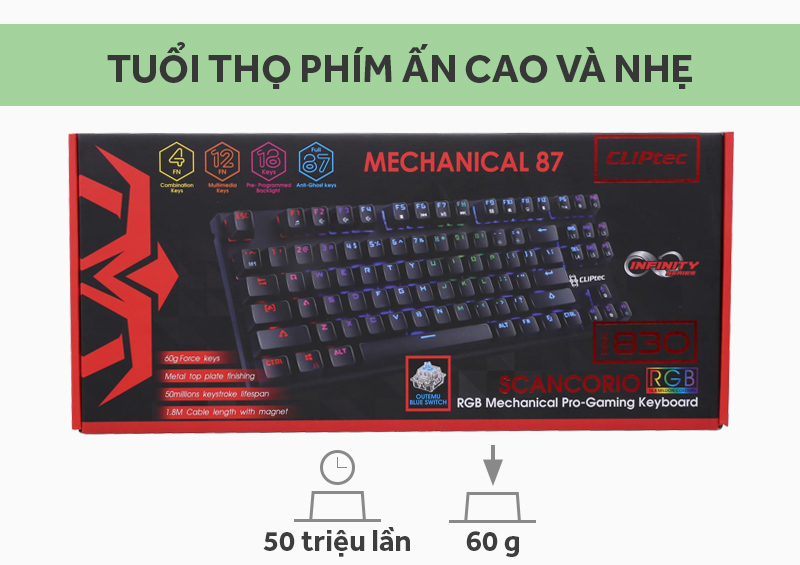 TUỔI THỌ PHÍM ẤN CAO VÀ NHẸ
4
FN
Combination
Keys
12
FN
Multimedia
Keys
18
Keys
Pre - Programmed
Backlight
Full
87
Anti-Ghost keys
MECHANICAL 87
CLiPtec
INFINITY
SERIES
CLiPtec
60g Force keys
Metal top plate finishing
50millions keystroke lifespan
1.8M Cable length with magnet
OUTEMU
BLUE SWITCH
830
SCANCORIO RGB
RGB Mechanical Pro-Gaming Keyboard
50 triệu lần
60 g